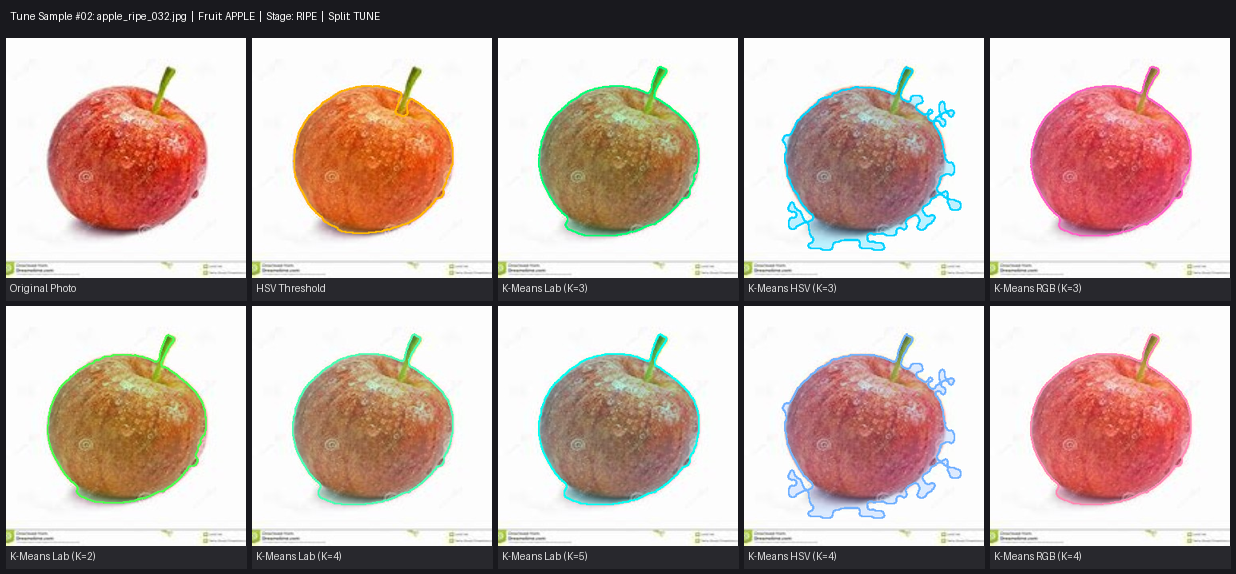 Tune Sample #02: apple_ripe_032.jpg | Fruit: APPLE | Stage: RIPE | Split: TUNE
Original Photo
HSV Threshold
K-Means Lab (K=3)
K-Means HSV (K=3)
K-Means RGB (K=3)
K-Means Lab (K=2)
K-Means Lab (K=4)
K-Means Lab (K=5)
K-Means HSV (K=4)
K-Means RGB (K=4)